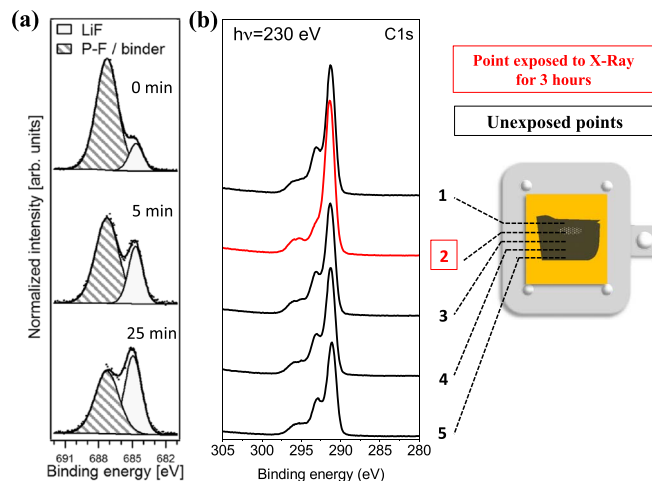 (a)
LiF
P-F / binder
0 min
5 min
25 min
Normalized intensity [arb. units]
691 688 685 682
Binding energy [eV]
(b)
hν=230 eV
C1s
305 300 295 290 285 280
Binding energy (eV)
Point exposed to X-Ray
for 3 hours
Unexposed points
1
2
3
4
5